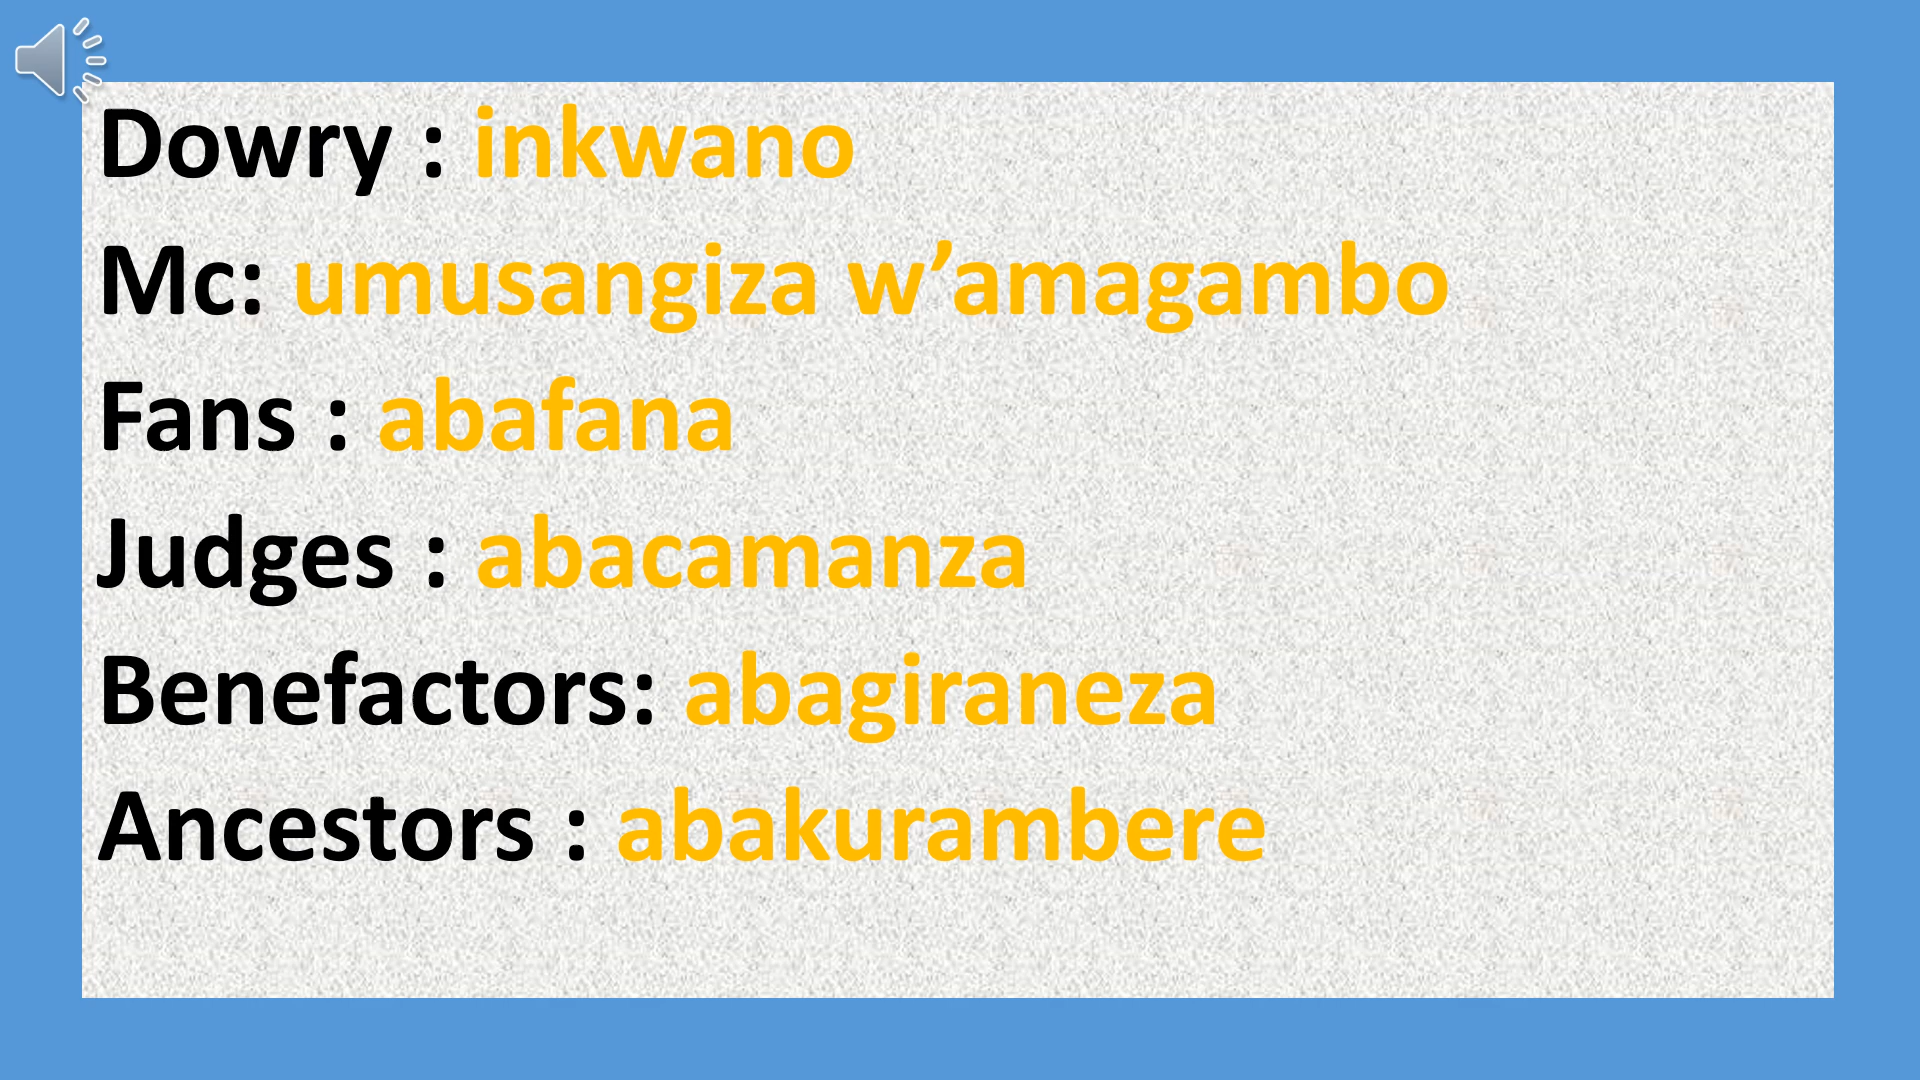 Dowry : inkwano
Mc: umusangiza w’amagambo
Fans : abafana
Judges : abacamanza
Benefactors: abagiraneza
Ancestors : abakurambere